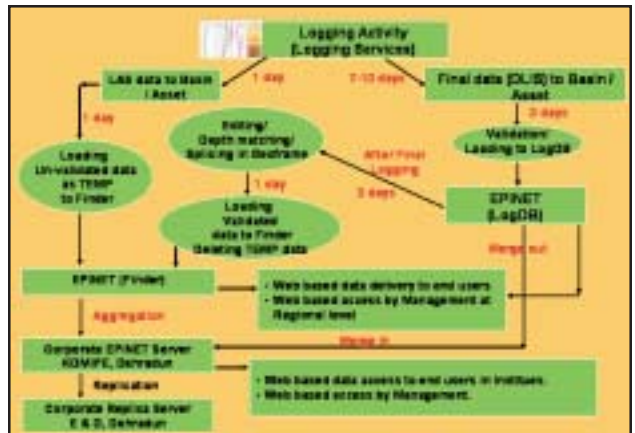 Logging Activity
(Logging Services)
LAS data to Basin
/ Asset
1 day
7-10 days
Final data (DLIS) to Basin /
Asset
1 day
Editing/
Depth matching/
Splicing in Geoframe
After Final
Logging
3 days
Validation/
Loading to LogDB
Loading
Un-validated data
as TEMP
to Finder
1 day
EPINET
(LogDB)
Loading
Validated
data to Finder
Deleting TEMP data
Merge out
EPINET (Finder)
- Web based data delivery to end users
- Web based access by Management at
Regional level
Aggregation
Merge in
Corporate EPINET Server
Dehradun
Replication
- Web based data access to end users in Institutes.
- Web based access by Management.
Corporate Replica Server
E & D, Dehradun